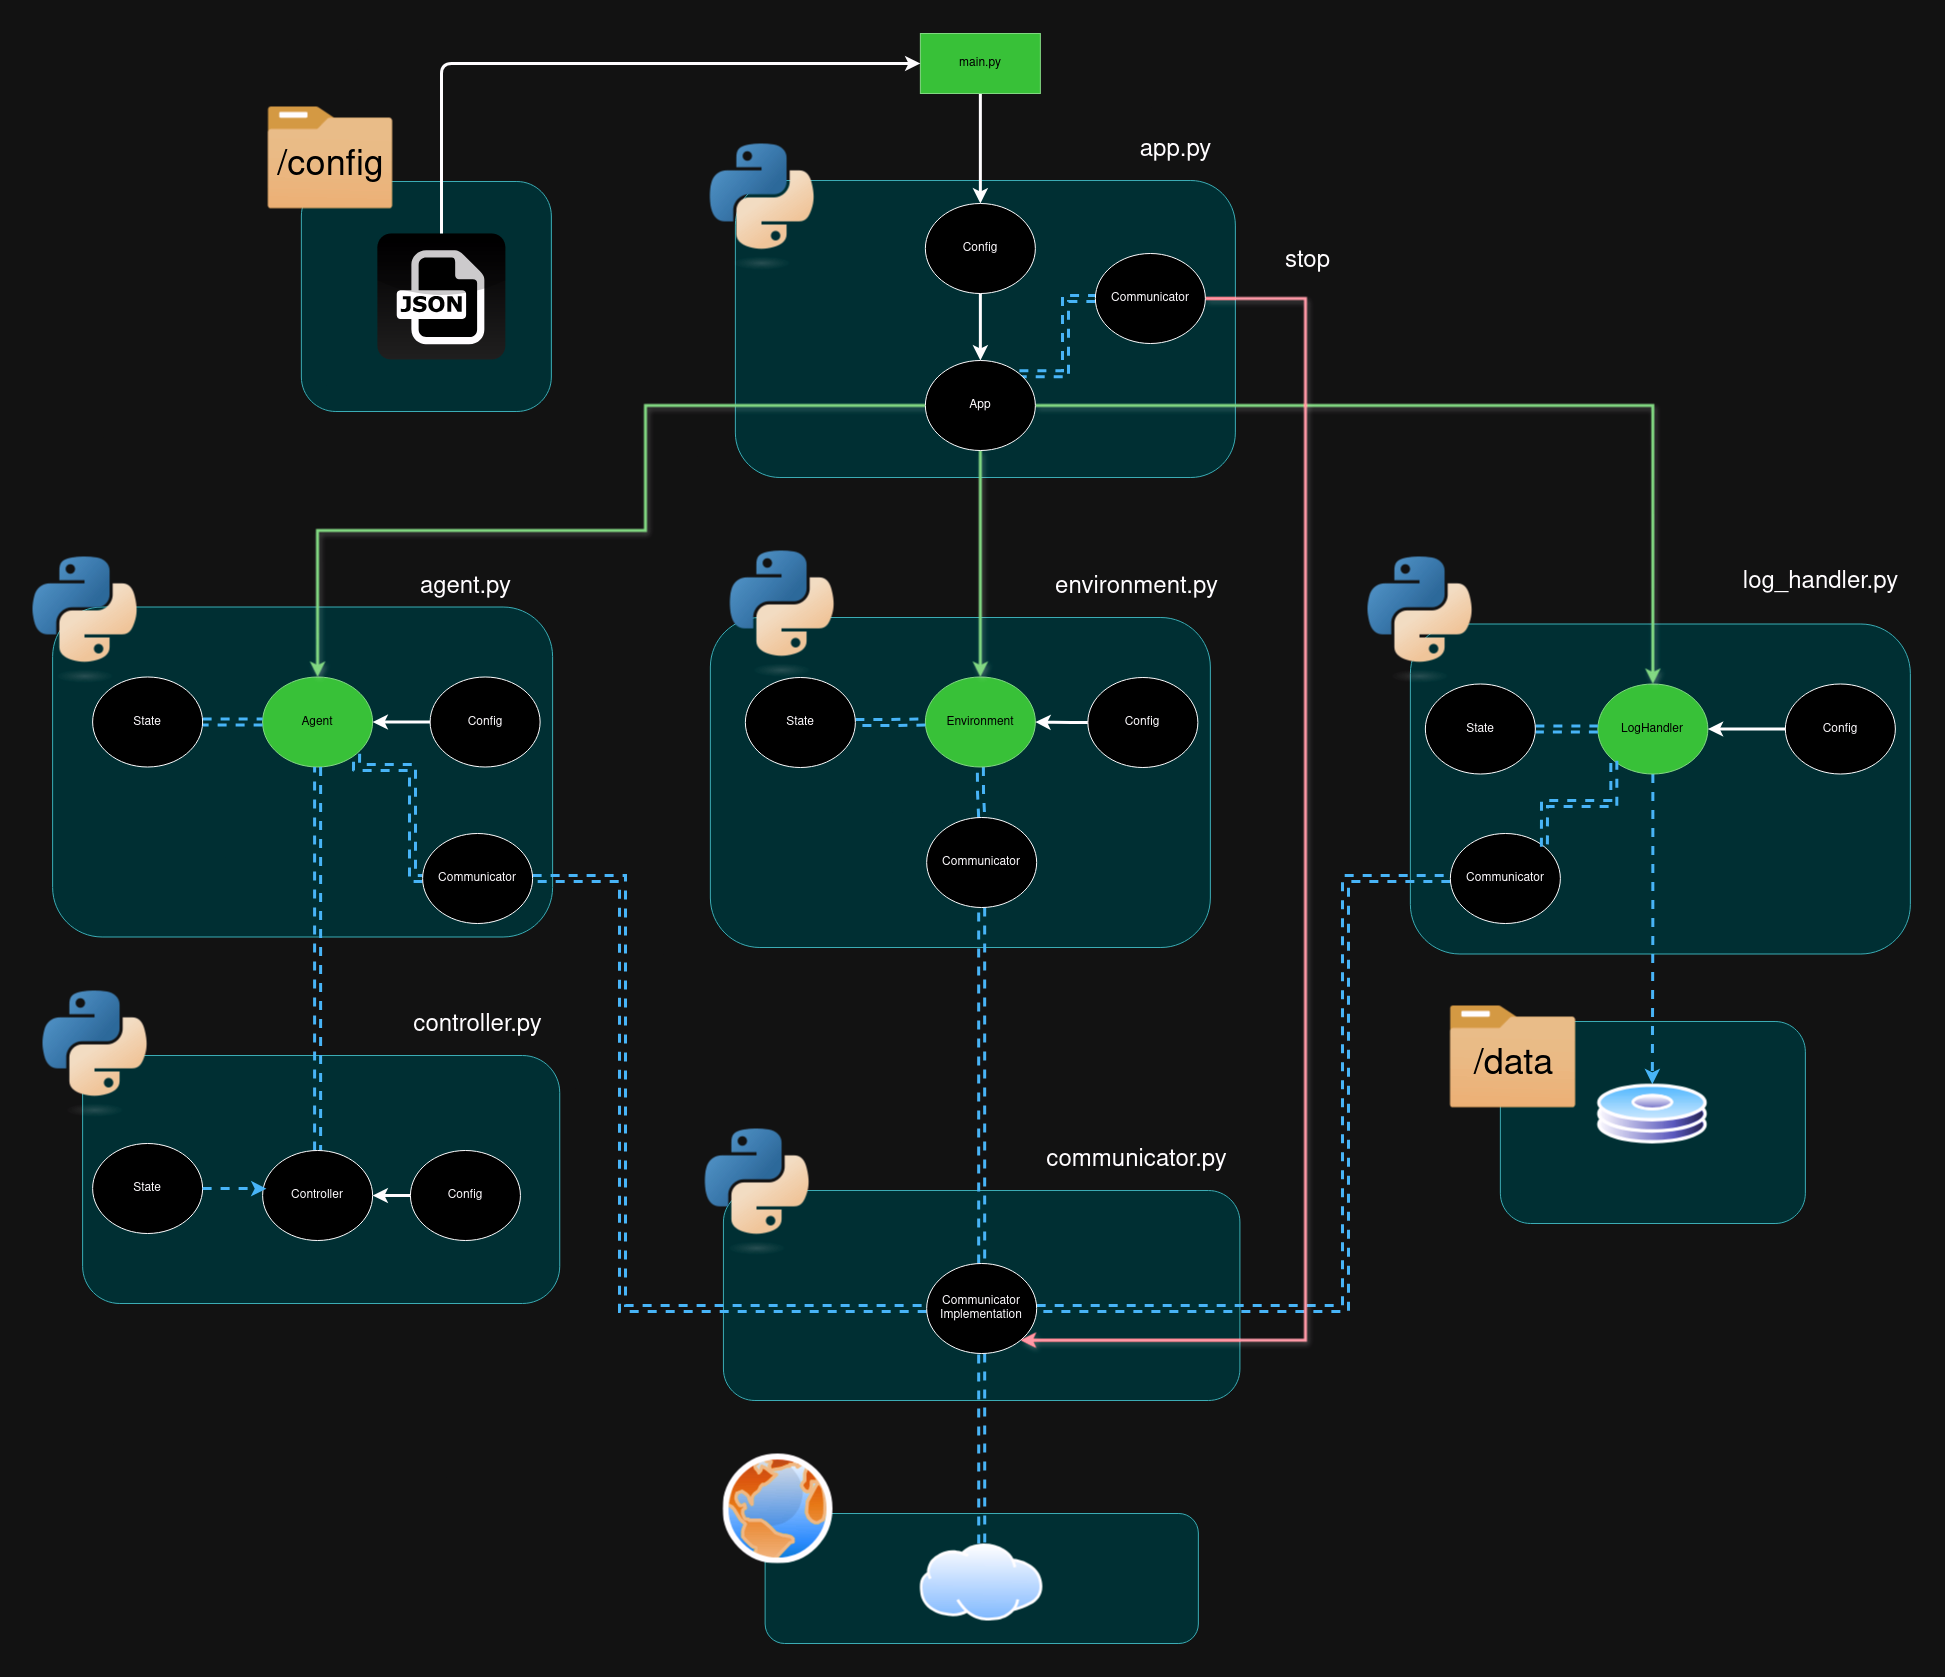 main.py
/config
JSON
app.py
Config
Communicator
stop
App
agent.py
State
Agent
Config
Communicator
environment.py
State
Environment
Config
Communicator
log_handler.py
State
LogHandler
Config
Communicator
controller.py
State
Controller
Config
/data
communicator.py
Communicator
Implementation